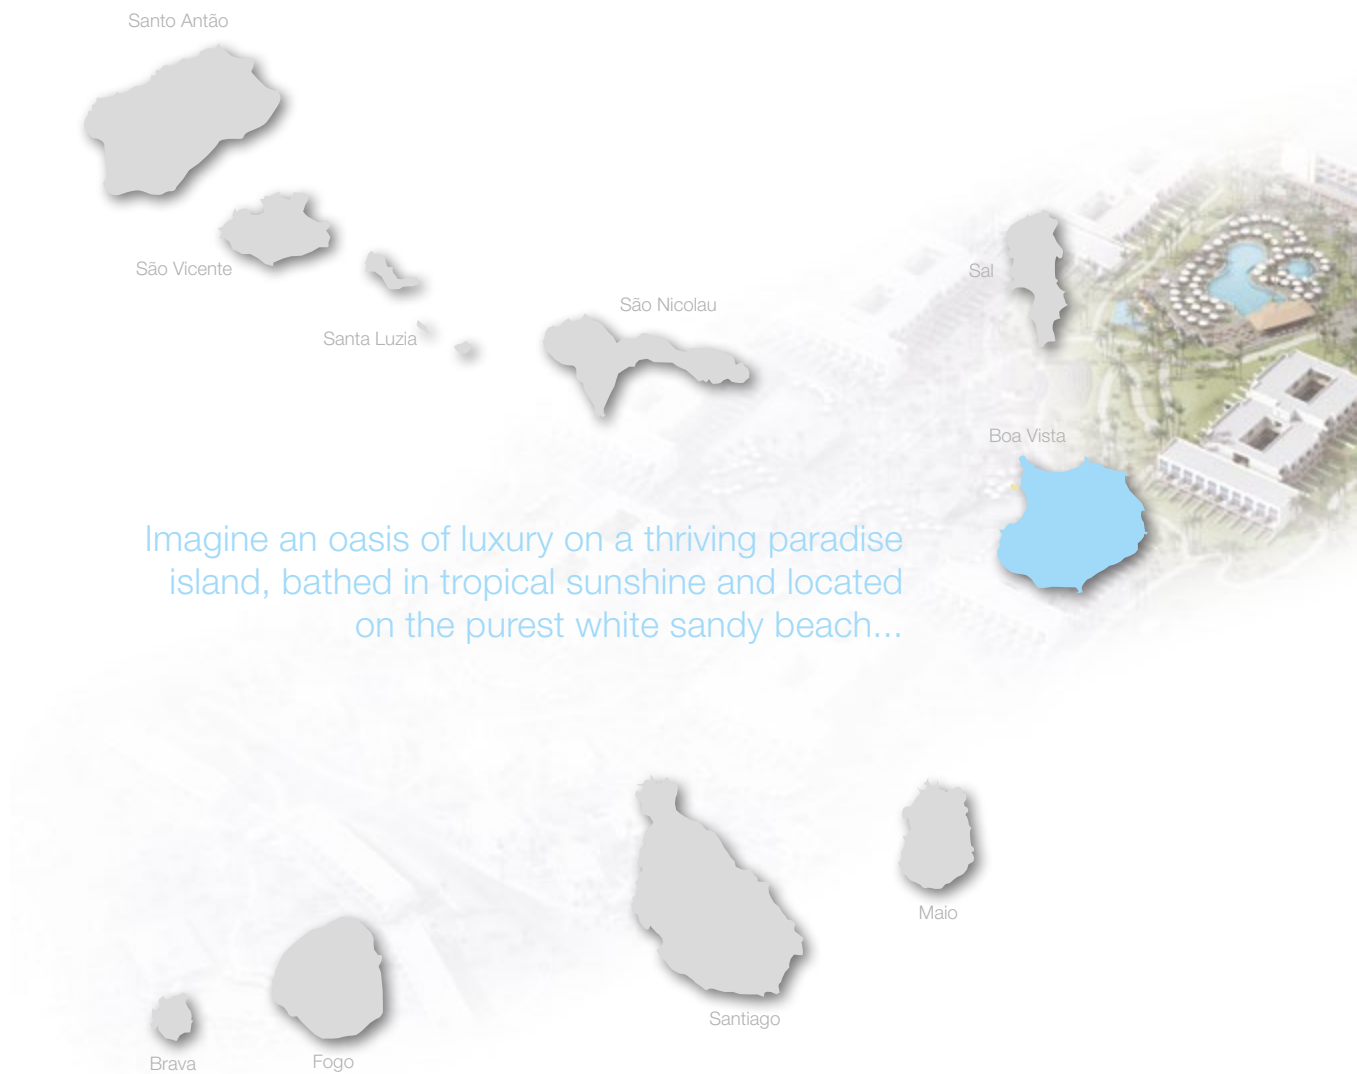 Santo Antão
São Vicente
Sal
São Nicolau
Santa Luzia
Boa Vista
Imagine an oasis of luxury on a thriving paradise
island, bathed in tropical sunshine and located
on the purest white sandy beach...
Maio
Santiago
Fogo
Brava